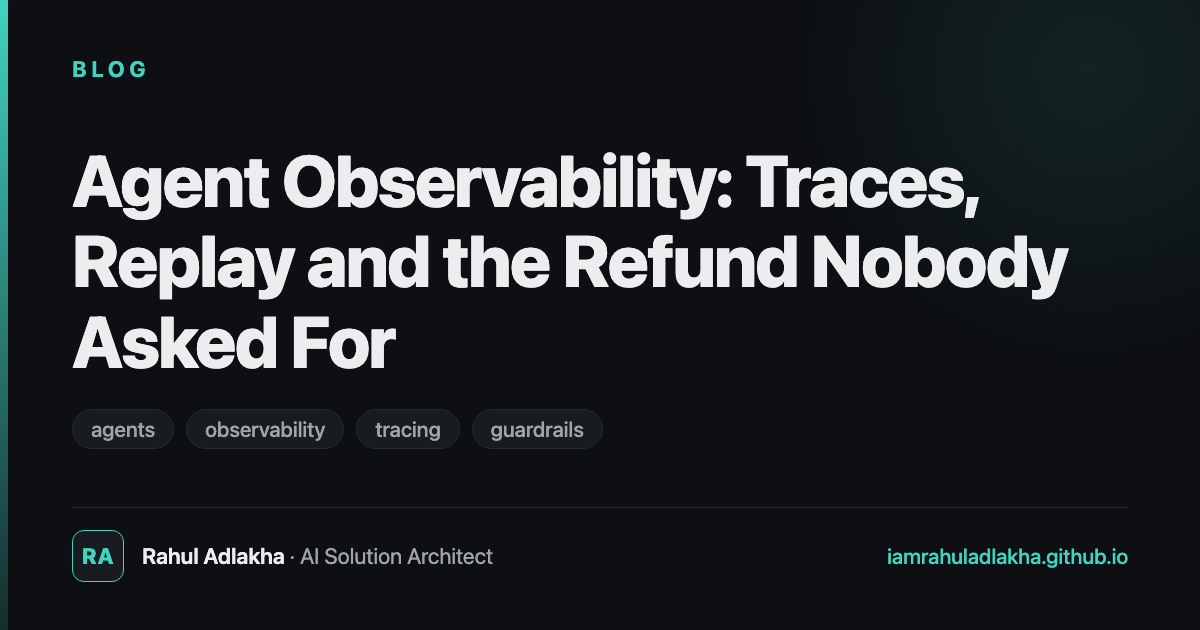 BLOG
Agent Observability: Traces,
Replay and the Refund Nobody
Asked For
agents observability tracing guardrails
RA Rahul Adlakha · AI Solution Architect iamrahuladlakha.github.io